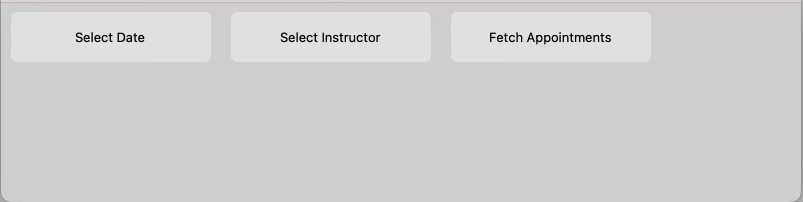 Select Date
Select Instructor
Fetch Appointments